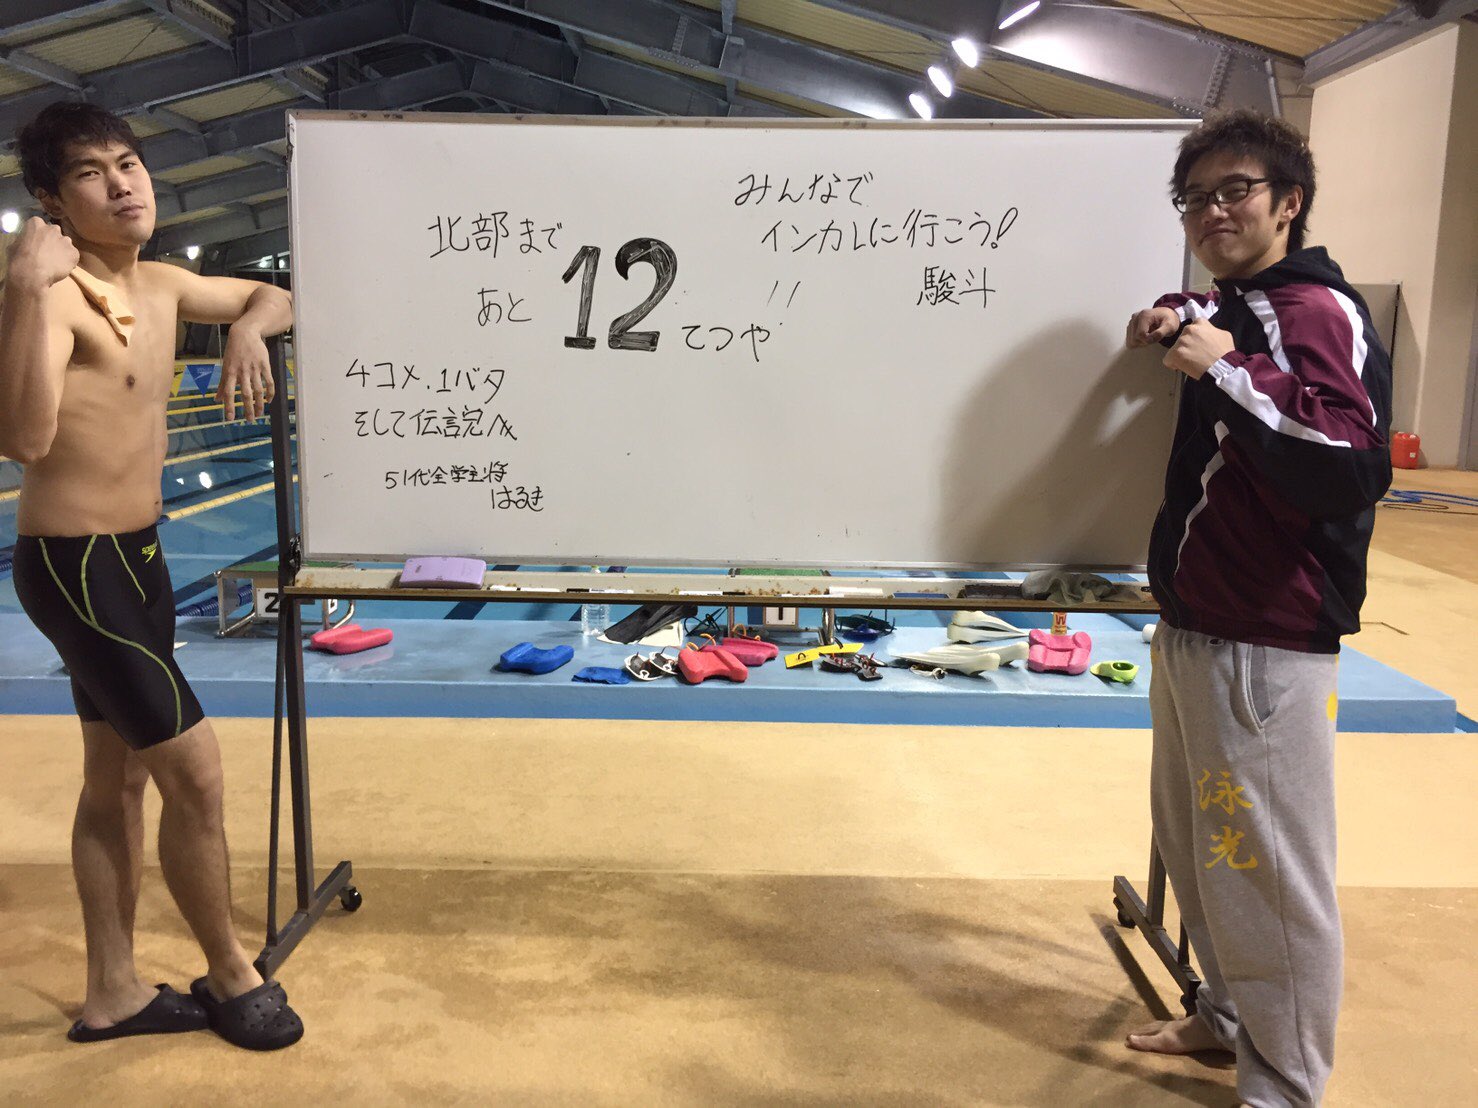 北部まで
あと 12 てつや!!
みんなで
インカレに行こう!
駿斗
4コメ.1バタ
そして伝説へ
51代全学主将
はるき
2
1
泳光